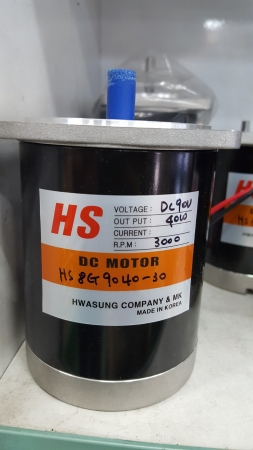 HS
VOLTAGE : DC90V
OUT PUT : 40W
CURRENT :
R.P.M : 3000
DC MOTOR
HS 8G9040-30
HWASUNG COMPANY & MK
MADE IN KOREA